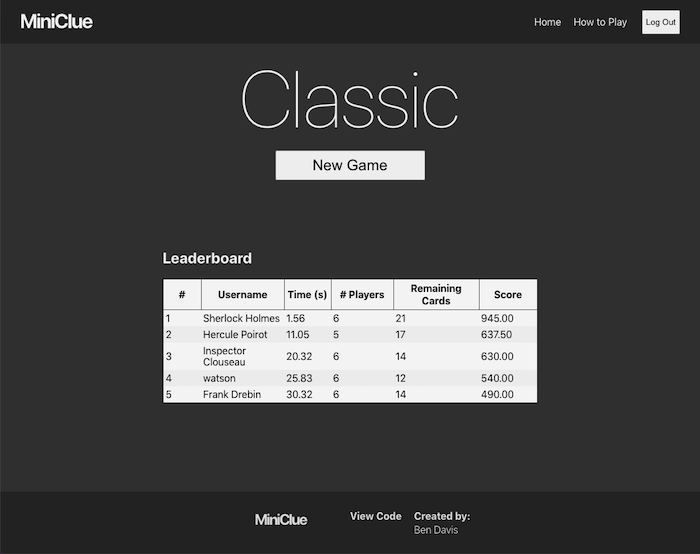 MiniClue Home How to Play Log Out
Classic
New Game
Leaderboard
# Username Time (s) # Players Remaining Cards Score
1 Sherlock Holmes 1.56 6 21 945.00
2 Hercule Poirot 11.05 5 17 637.50
3 Inspector Clouseau 20.32 6 14 630.00
4 watson 25.83 6 12 540.00
5 Frank Drebin 30.32 6 14 490.00
MiniClue View Code Created by:
Ben Davis